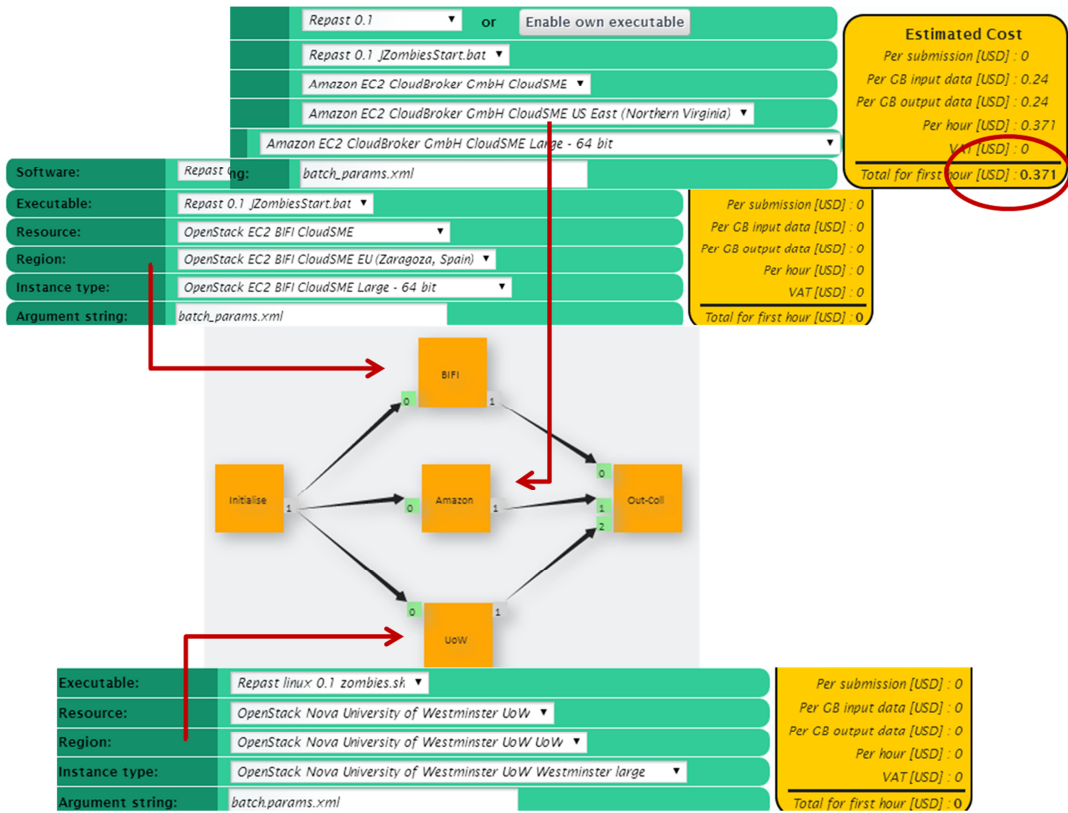 Repast 0.1 or Enable own executable
Repast 0.1 JZombiesStart.bat
Amazon EC2 CloudBroker GmbH CloudSME
Amazon EC2 CloudBroker GmbH CloudSME US East (Northern Virginia)
Amazon EC2 CloudBroker GmbH CloudSME Large - 64 bit
ng: batch_params.xml
Estimated Cost
Per submission [USD] : 0
Per GB input data [USD] : 0.24
Per GB output data [USD] : 0.24
Per hour [USD] : 0.371
VAT [USD] : 0
Total for first hour [USD] : 0.371
Software: Repast
Executable: Repast 0.1 JZombiesStart.bat
Resource: OpenStack EC2 BIFI CloudSME
Region: OpenStack EC2 BIFI CloudSME EU (Zaragoza, Spain)
Instance type: OpenStack EC2 BIFI CloudSME Large - 64 bit
Argument string: batch_params.xml
Per submission [USD] : 0
Per GB input data [USD] : 0
Per GB output data [USD] : 0
Per hour [USD] : 0
VAT [USD] : 0
Total for first hour [USD] : 0
BIFI
0 1
Initialise
1
0
Amazon
1
0
1
2
Out-Coll
0 1
UoW
Executable: Repast linux 0.1 zombies.sh
Resource: OpenStack Nova University of Westminster UoW
Region: OpenStack Nova University of Westminster UoW UoW
Instance type: OpenStack Nova University of Westminster UoW Westminster large
Argument string: batch.params.xml
Per submission [USD] : 0
Per GB input data [USD] : 0
Per GB output data [USD] : 0
Per hour [USD] : 0
VAT [USD] : 0
Total for first hour [USD] : 0